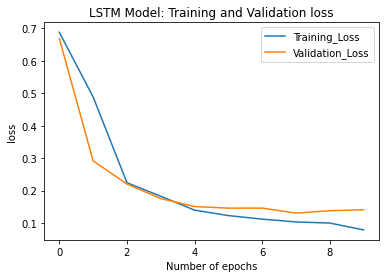 LSTM Model: Training and Validation loss
Training_Loss
Validation_Loss
loss
0.7
0.6
0.5
0.4
0.3
0.2
0.1
0 2 4 6 8
Number of epochs